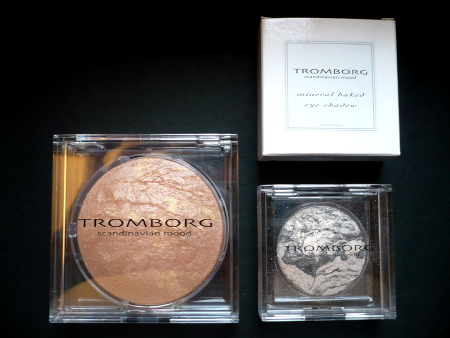 TROMBORG
scandinavian mood
mineral baked
eye shadow
TROMBORG
scandinavian mood
TROMBORG